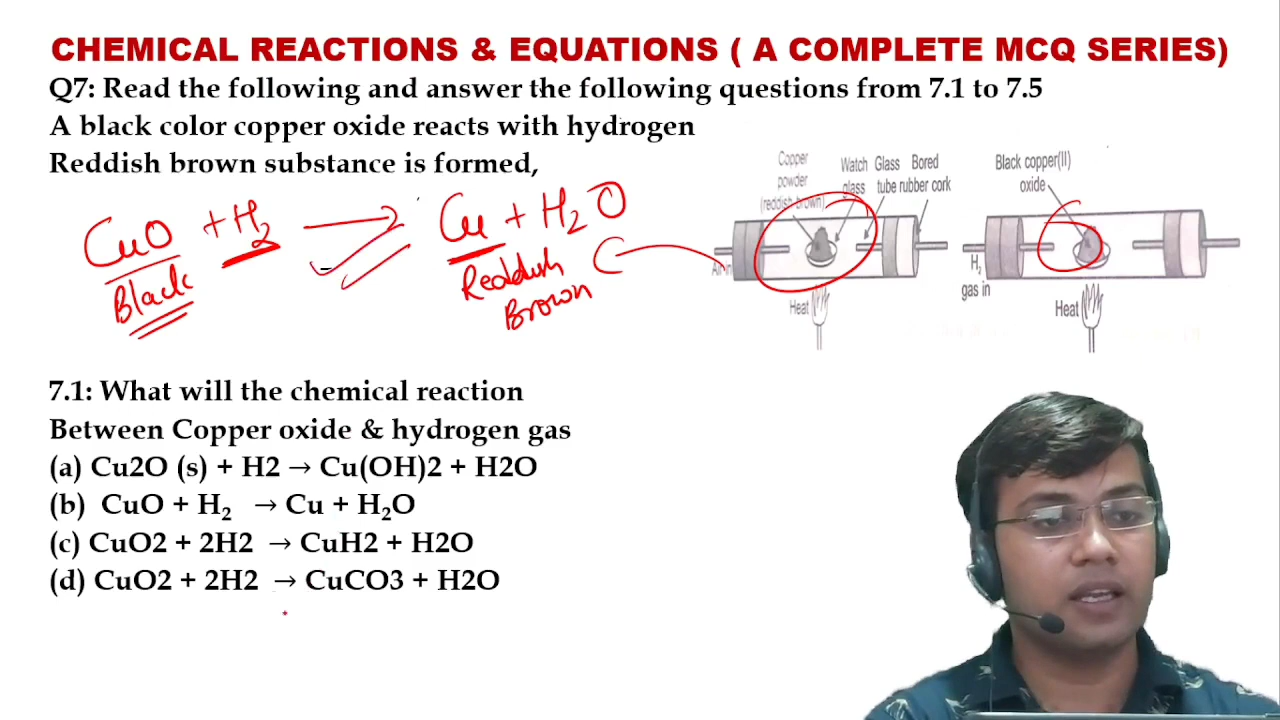 CHEMICAL REACTIONS & EQUATIONS ( A COMPLETE MCQ SERIES)
Q7: Read the following and answer the following questions from 7.1 to 7.5
A black color copper oxide reacts with hydrogen
Reddish brown substance is formed,
CuO + H2 → Cu + H2O
Black
Reddish
Brown
Copper
powder
(reddish-brown)
Watch
glass
Glass
tube
Bored
rubber cork
Air in
Heat
Black copper(II)
oxide
H2
gas in
Heat
7.1: What will the chemical reaction
Between Copper oxide & hydrogen gas
(a) Cu2O (s) + H2 → Cu(OH)2 + H2O
(b) CuO + H₂ → Cu + H₂O
(c) CuO2 + 2H2 → CuH2 + H2O
(d) CuO2 + 2H2 → CuCO3 + H2O